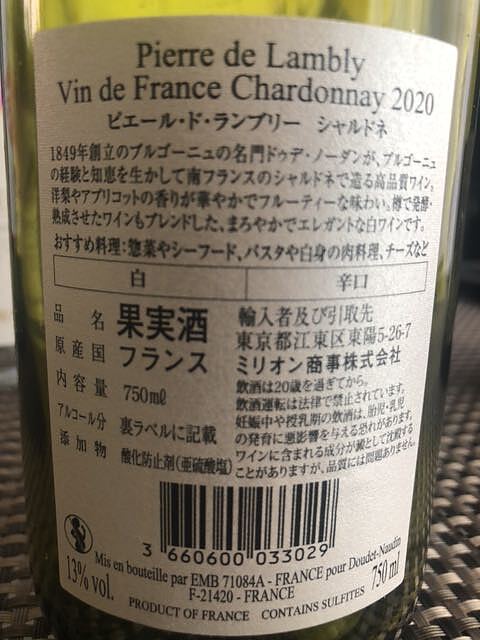 Pierre de Lambly
Vin de France Chardonnay 2020
ピエール・ド・ランブリー シャルドネ
1849年創立のブルゴーニュの名門ドゥデ・ノーダンが、ブルゴーニュ
の経験と知恵を生かして南フランスのシャルドネで造る高品質ワイン。
洋梨やアプリコットの香りが華やかでフルーティーな味わい。樽で発酵・
熟成させたワインもブレンドした、まろやかでエレガントな白ワインです。
おすすめ料理:惣菜やシーフード、パスタや白身の肉料理、チーズなど
白 辛口
品名 果実酒
原産国 フランス
内容量 750㎖
アルコール分 裏ラベルに記載
添加物 酸化防止剤(亜硫酸塩)
輸入者及び引取先
東京都江東区東陽5-26-7
ミリオン商事株式会社
飲酒は20歳を過ぎてから。
飲酒運転は法律で禁止されています。
妊娠中や授乳期の飲酒は、胎児・乳児
の発育に悪影響を与える恐れがあります。
ワインに含まれる成分が澱として沈殿する
ことがありますが、品質には問題ありません。
3 660600 033029
Mis en bouteille par EMB 71084A - FRANCE pour Doudet-Naudin
F-21420 - FRANCE
13% vol. 750 ml
PRODUCT OF FRANCE CONTAINS SULFITES